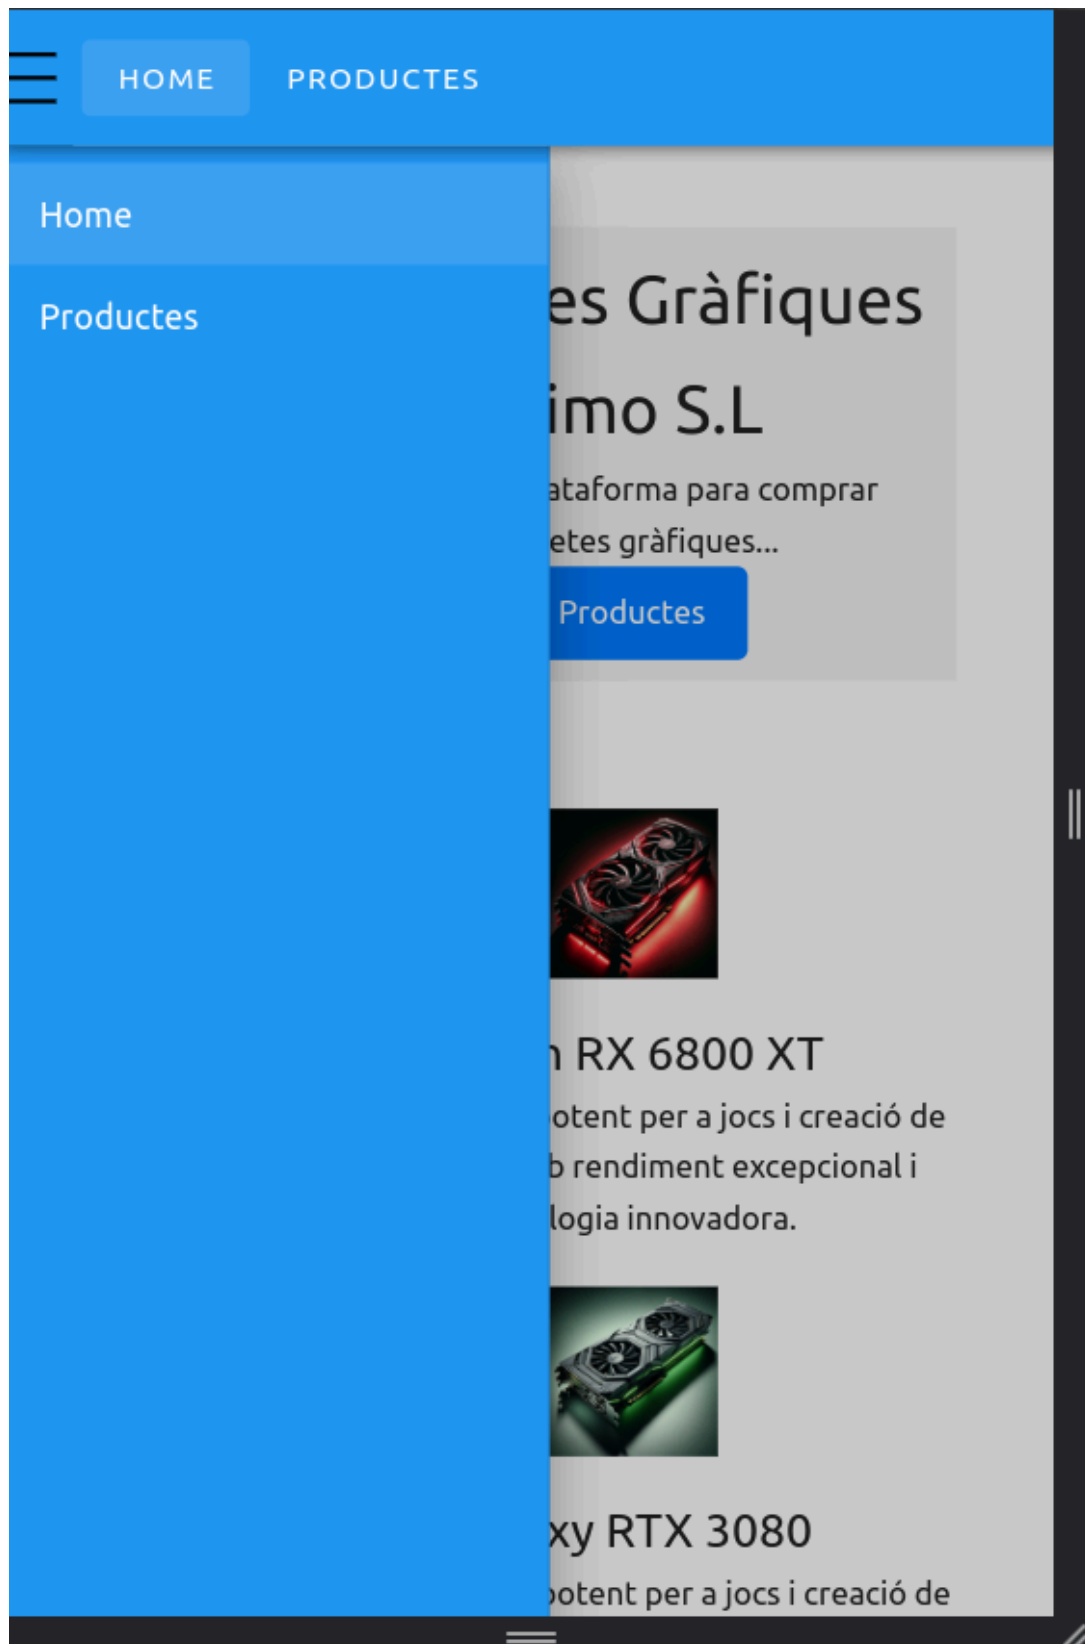 HOME PRODUCTES
Home
Productes
es Gràfiques
imo S.L
ataforma para comprar
etes gràfiques...
Productes
RX 6800 XT
otent per a jocs i creació de
b rendiment excepcional i
logia innovadora.
xy RTX 3080
potent per a jocs i creació de